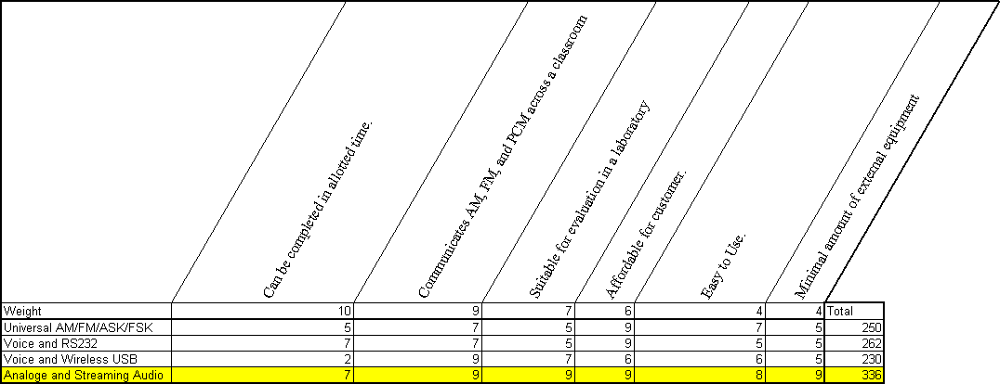 Can be completed in allotted time.
Communicates AM, FM, and PCM across a classroom
Suitable for evaluation in a laboratory
Affordable for customer.
Easy to Use.
Minimal amount of external equipment
Weight 10 9 7 6 4 4 Total
Universal AM/FM/ASK/FSK 5 7 5 9 7 5 250
Voice and RS232 7 7 5 9 5 5 262
Voice and Wireless USB 2 9 7 6 6 5 230
Analoge and Streaming Audio 7 9 9 9 8 9 336